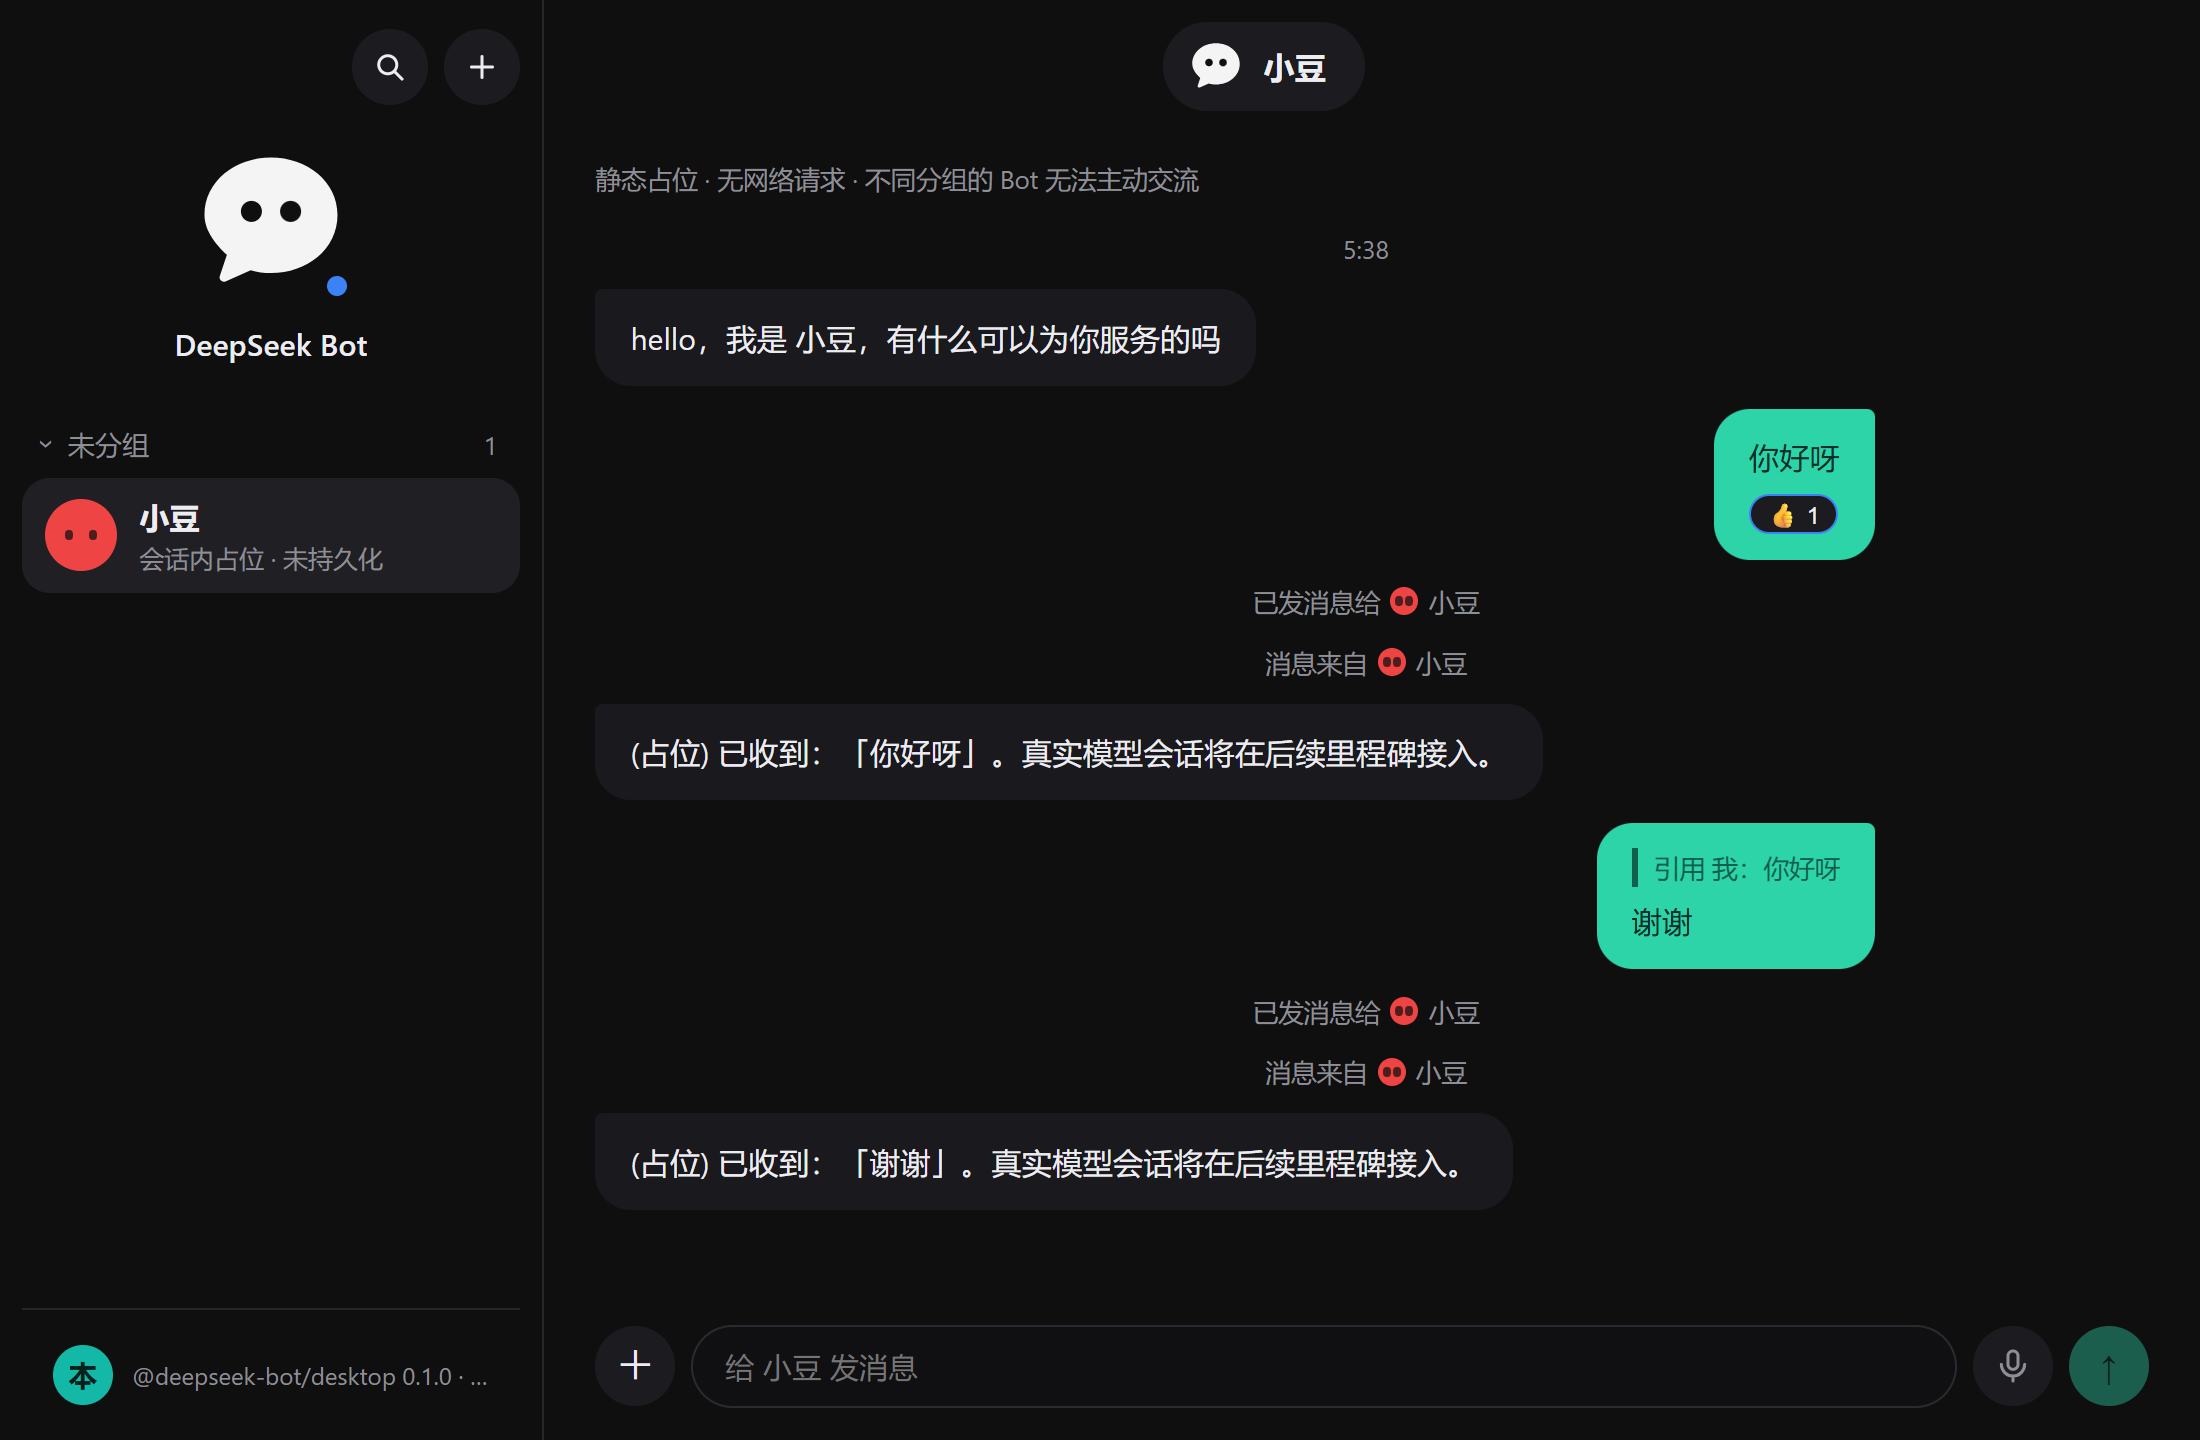 DeepSeek Bot
未分组 1
小豆
会话内占位 · 未持久化
本 @deepseek-bot/desktop 0.1.0 · ...
小豆
静态占位 · 无网络请求 · 不同分组的 Bot 无法主动交流
5:38
hello，我是 小豆，有什么可以为你服务的吗
你好呀
👍 1
已发消息给 小豆
消息来自 小豆
(占位) 已收到：「你好呀」。真实模型会话将在后续里程碑接入。
引用 我：你好呀
谢谢
已发消息给 小豆
消息来自 小豆
(占位) 已收到：「谢谢」。真实模型会话将在后续里程碑接入。
给 小豆 发消息